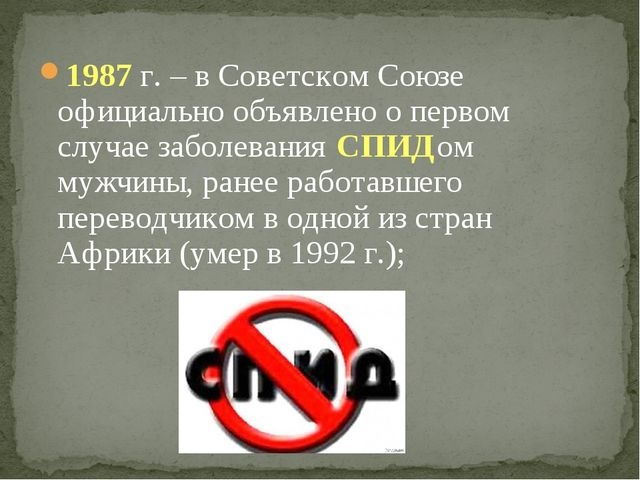 1987 г. – в Советском Союзе
официально объявлено о первом
случае заболевания СПИДом
мужчины, ранее работавшего
переводчиком в одной из стран
Африки (умер в 1992 г.);
СПИД